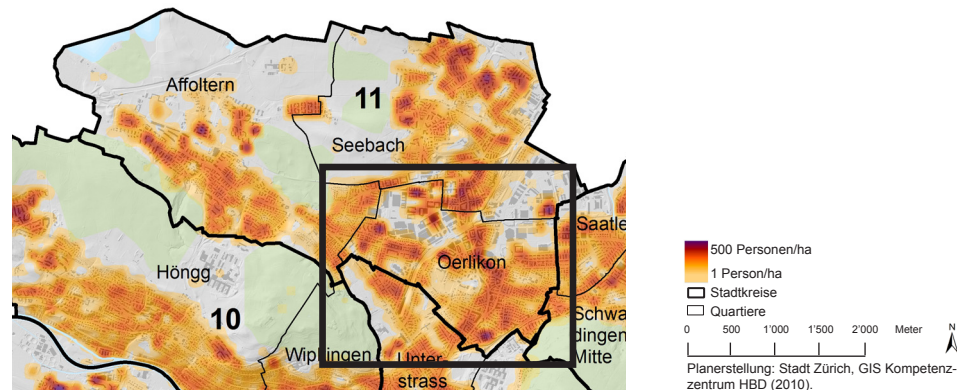 Affoltern
11
Seebach
Saatle
Oerlikon
Höngg
10
Schwa
dingen
Mitte
Wipkingen
Unter
strass
500 Personen/ha
1 Person/ha
Stadtkreise
Quartiere
0 500 1'000 1'500 2'000 Meter N
Planerstellung: Stadt Zürich, GIS Kompetenz-
zentrum HBD (2010).